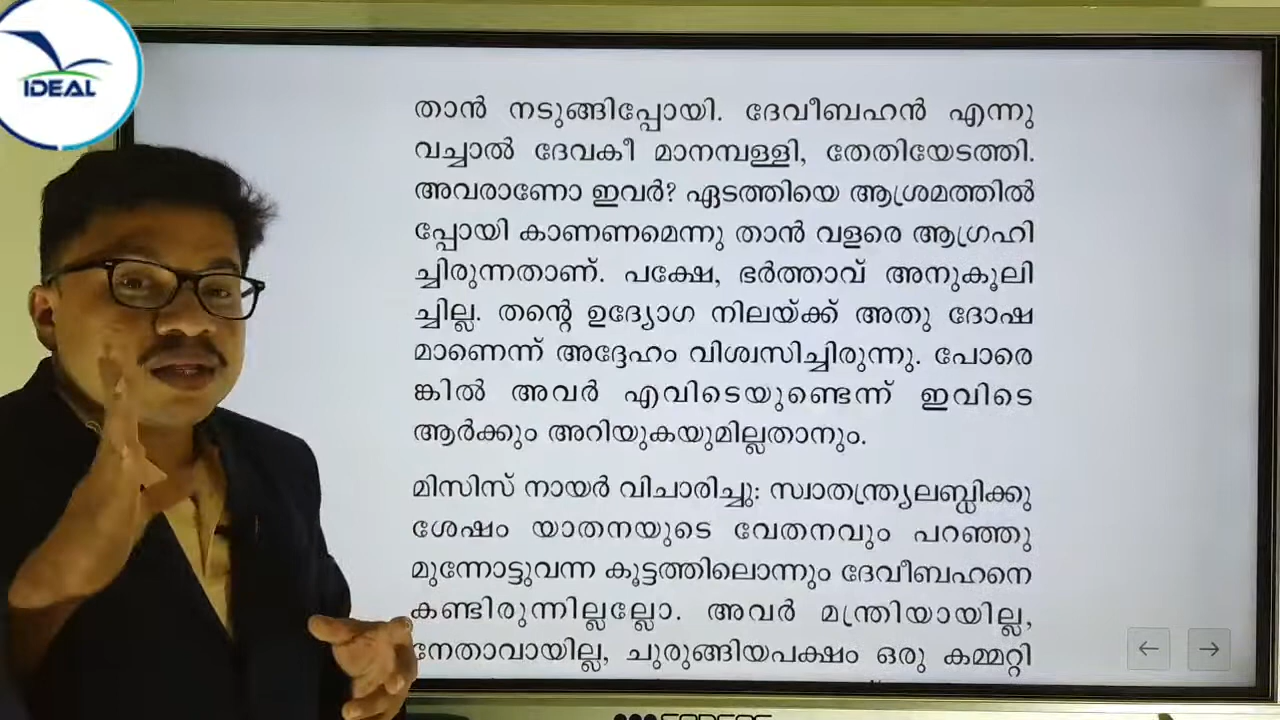 IDEAL
താൻ നടുങ്ങിപ്പോയി. ദേവീബഹൻ എന്നു
വച്ചാൽ ദേവകീ മാനമ്പള്ളി, തേതിയേടത്തി.
അവരാണോ ഇവർ? ഏടത്തിയെ ആശ്രമത്തിൽ
പ്പോയി കാണണമെന്നു താൻ വളരെ ആഗ്രഹി
ച്ചിരുന്നതാണ്. പക്ഷേ, ഭർത്താവ് അനുകൂലി
ച്ചില്ല. തന്റെ ഉദ്യോഗ നിലയ്ക്ക് അതു ദോഷ
മാണെന്ന് അദ്ദേഹം വിശ്വസിച്ചിരുന്നു. പോരെ
ങ്കിൽ അവർ എവിടെയുണ്ടെന്ന് ഇവിടെ
ആർക്കും അറിയുകയുമില്ലതാനും.
മിസിസ് നായർ വിചാരിച്ചു: സ്വാതന്ത്ര്യലബ്ധിക്കു
ശേഷം യാതനയുടെ വേതനവും പറഞ്ഞു
മുന്നോട്ടുവന്ന കൂട്ടത്തിലൊന്നും ദേവീബഹനെ
കണ്ടിരുന്നില്ലല്ലോ. അവർ മന്ത്രിയായില്ല,
നേതാവായില്ല, ചുരുങ്ങിയപക്ഷം ഒരു കമ്മറ്റി